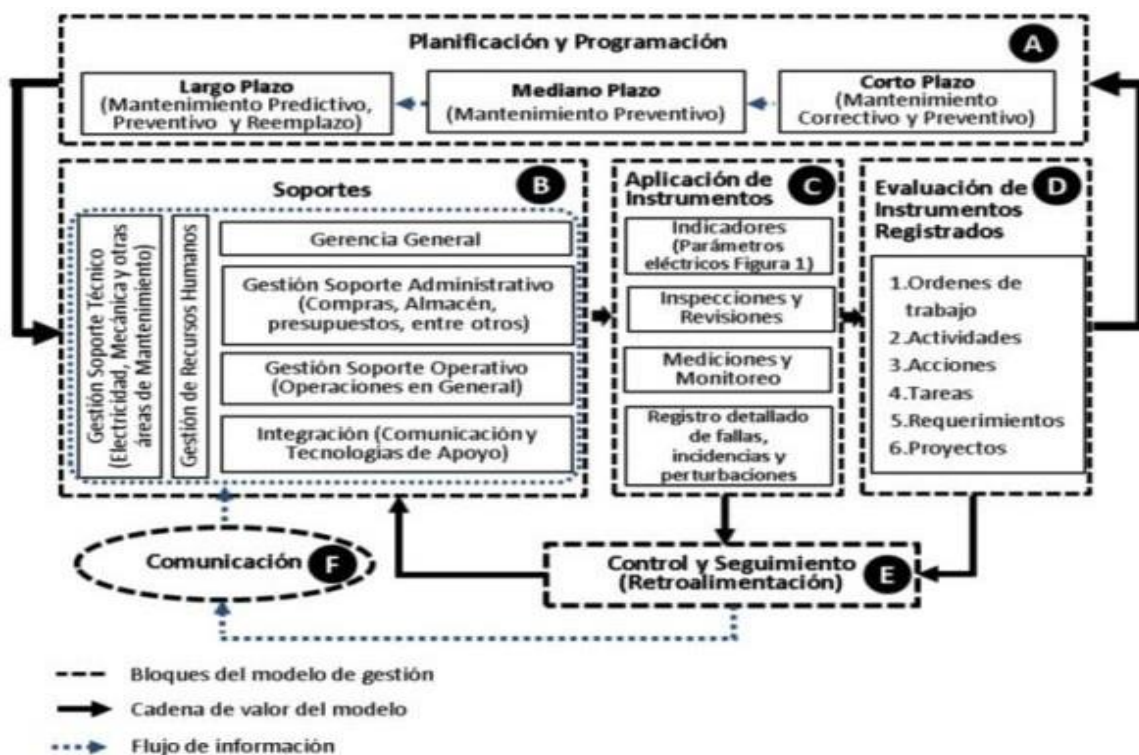 Planificación y Programación
A
Largo Plazo
(Mantenimiento Predictivo,
Preventivo y Reemplazo)
Mediano Plazo
(Mantenimiento Preventivo)
Corto Plazo
(Mantenimiento
Correctivo y Preventivo)
Soportes
B
Gestión Soporte Técnico
(Electricidad, Mecánica y otras
áreas de Mantenimiento)
Gestión de Recursos Humanos
Gerencia General
Gestión Soporte Administrativo
(Compras, Almacén,
presupuestos, entre otros)
Gestión Soporte Operativo
(Operaciones en General)
Integración (Comunicación y
Tecnologías de Apoyo)
Aplicación de
Instrumentos
C
Indicadores
(Parámetros
eléctricos Figura 1)
Inspecciones y
Revisiones
Mediciones y
Monitoreo
Registro detallado
de fallas,
incidencias y
perturbaciones
Evaluación de
Instrumentos
Registrados
D
1.Ordenes de
trabajo
2.Actividades
3.Acciones
4.Tareas
5.Requerimientos
6.Proyectos
Comunicación
F
Control y Seguimiento
(Retroalimentación)
E
Bloques del modelo de gestión
Cadena de valor del modelo
Flujo de información